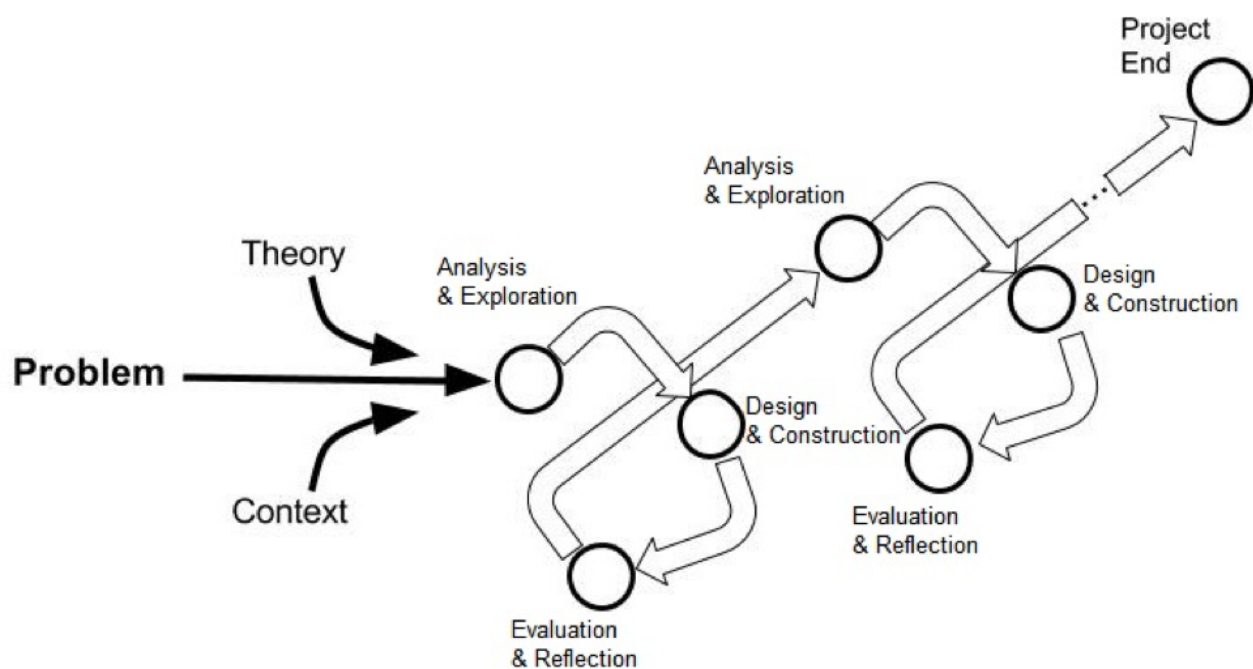 Project
End
Analysis
& Exploration
Theory
Analysis
& Exploration
Design
& Construction
Problem
Design
& Construction
Context
Evaluation
& Reflection
Evaluation
& Reflection